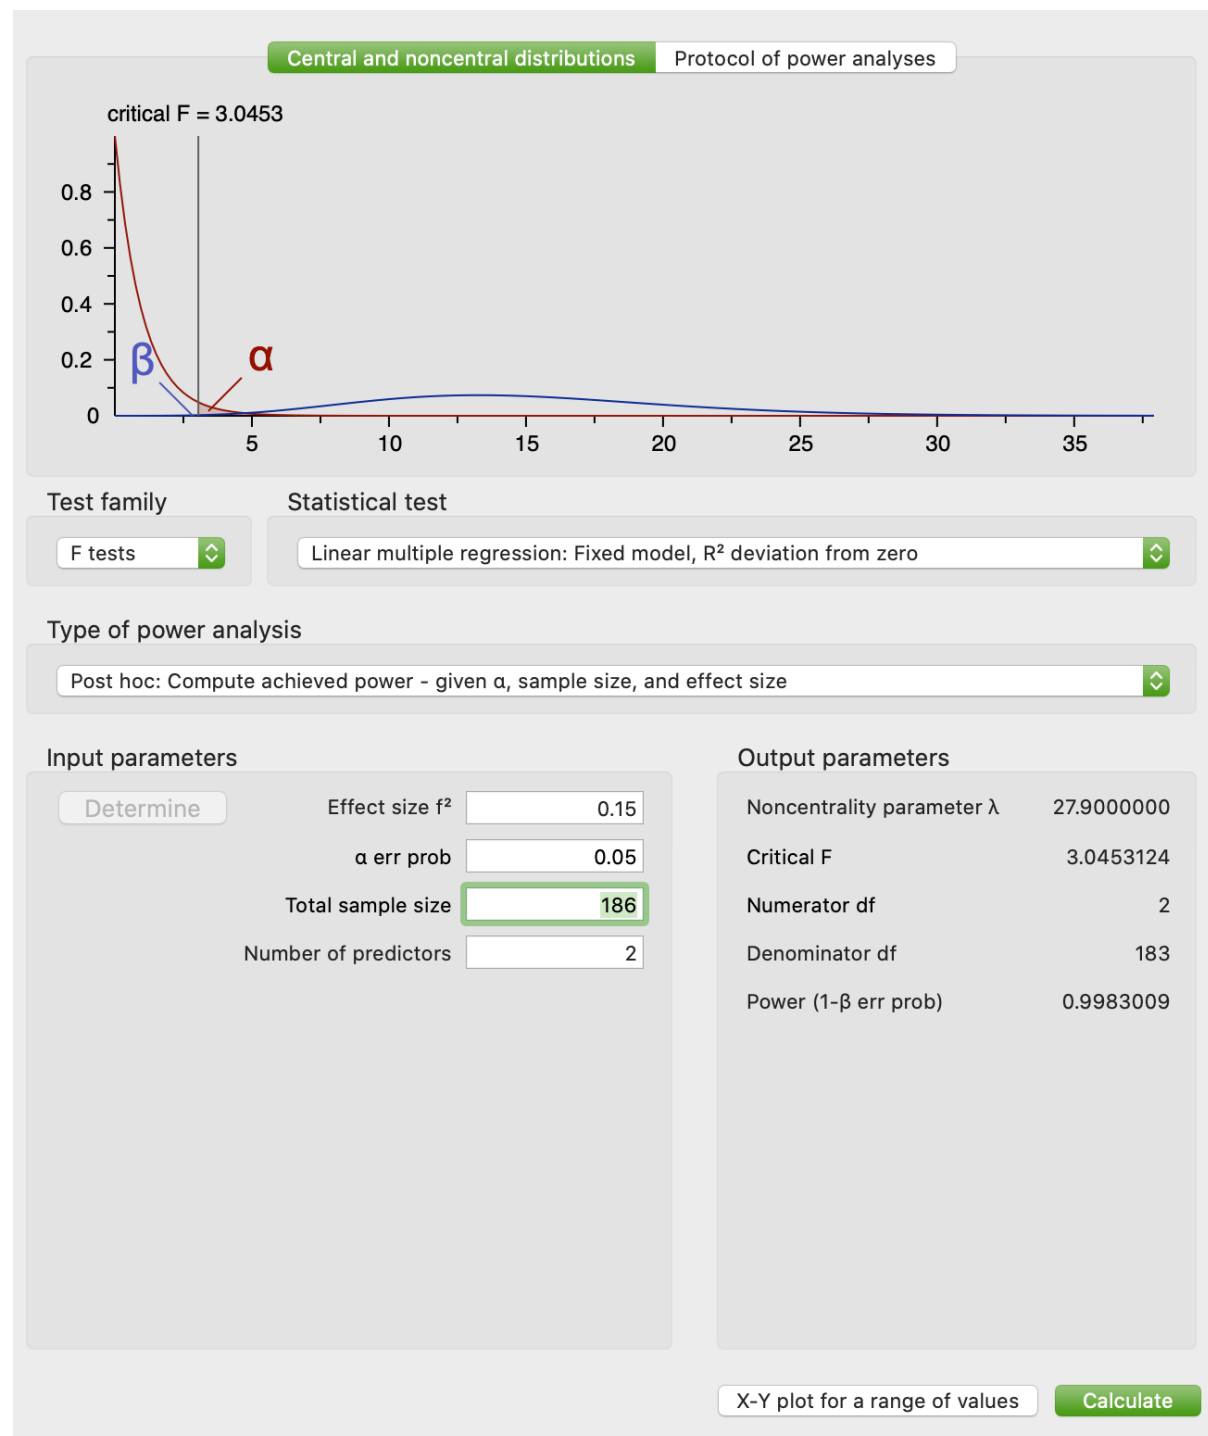 Central and noncentral distributions Protocol of power analyses
critical F = 3.0453
0.8
0.6
0.4
0.2
0
β α
5 10 15 20 25 30 35
Test family Statistical test
F tests Linear multiple regression: Fixed model, R² deviation from zero
Type of power analysis
Post hoc: Compute achieved power - given α, sample size, and effect size
Input parameters Output parameters
Determine Effect size f² 0.15 Noncentrality parameter λ 27.9000000
α err prob 0.05 Critical F 3.0453124
Total sample size 186 Numerator df 2
Number of predictors 2 Denominator df 183
Power (1-β err prob) 0.9983009
X-Y plot for a range of values Calculate